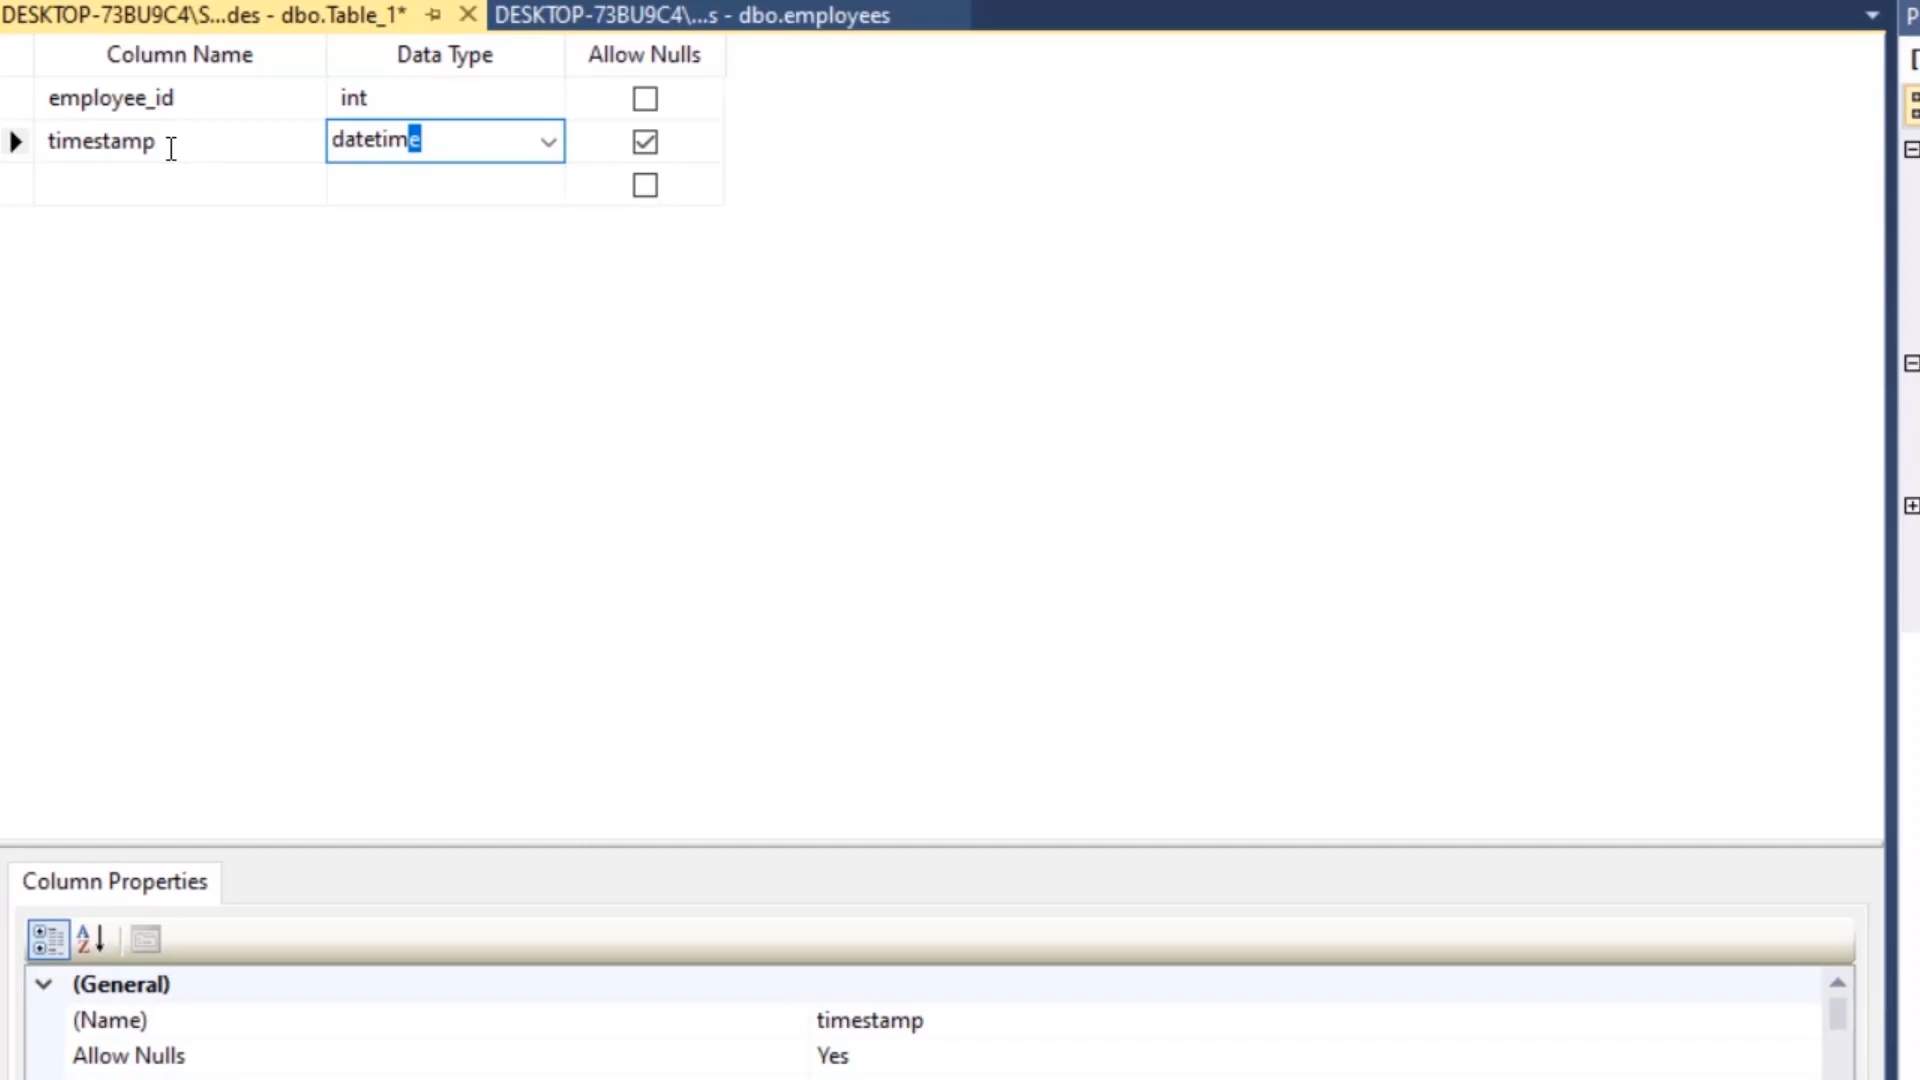 DESKTOP-73BU9C4\S...des - dbo.Table_1*
DESKTOP-73BU9C4\...s - dbo.employees
P
Column Name Data Type Allow Nulls
employee_id int
timestamp datetime
Column Properties
(General)
(Name) timestamp
Allow Nulls Yes